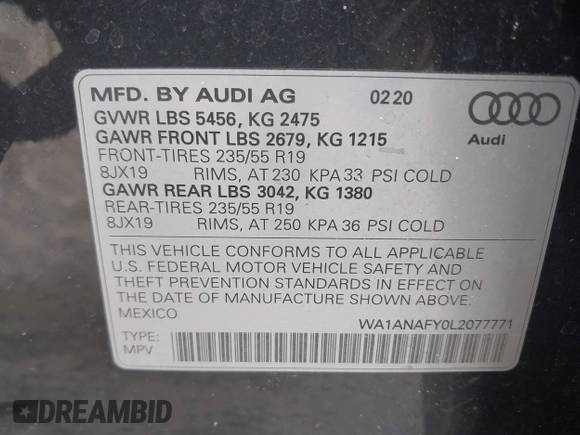 MFD. BY AUDI AG 02 20
GVWR LBS 5456, KG 2475
GAWR FRONT LBS 2679, KG 1215
FRONT-TIRES 235/55 R19
8JX19 RIMS, AT 230 KPA 33 PSI COLD
GAWR REAR LBS 3042, KG 1380
REAR-TIRES 235/55 R19
8JX19 RIMS, AT 250 KPA 36 PSI COLD
Audi
THIS VEHICLE CONFORMS TO ALL APPLICABLE
U.S. FEDERAL MOTOR VEHICLE SAFETY AND
THEFT PREVENTION STANDARDS IN EFFECT ON
THE DATE OF MANUFACTURE SHOWN ABOVE.
MEXICO
WA1ANAFY0L2077771
TYPE:
MPV
DREAMBID